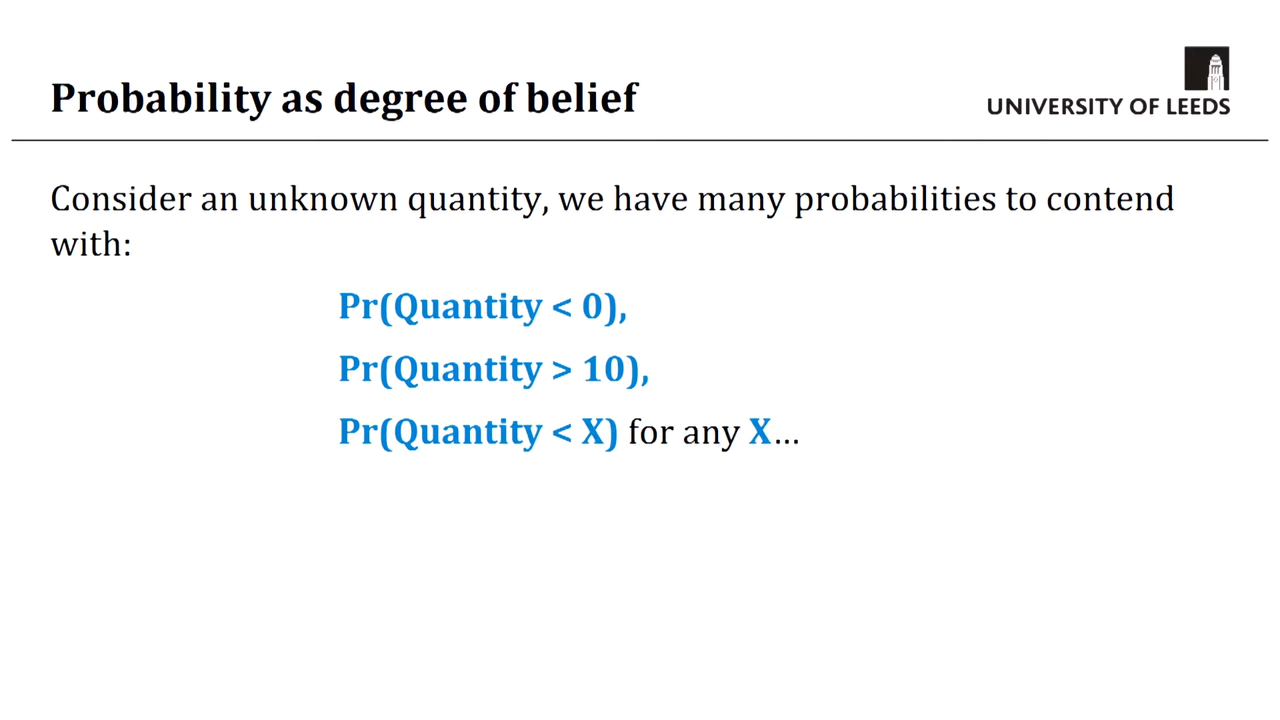 Probability as degree of belief
UNIVERSITY OF LEEDS
Consider an unknown quantity, we have many probabilities to contend
with:
Pr(Quantity < 0),
Pr(Quantity > 10),
Pr(Quantity < X) for any X...